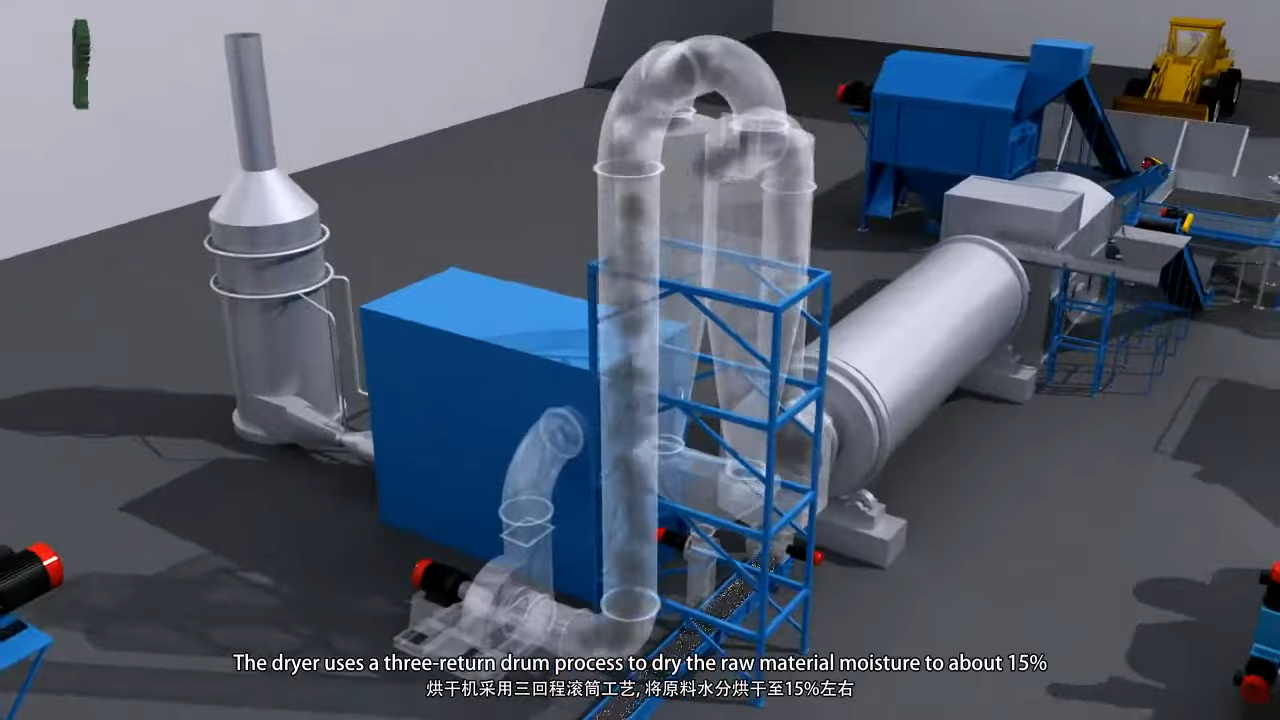 The dryer uses a three-return drum process to dry the raw material moisture to about 15%
烘干机采用三回程滚筒工艺, 将原料水分烘干至15%左右